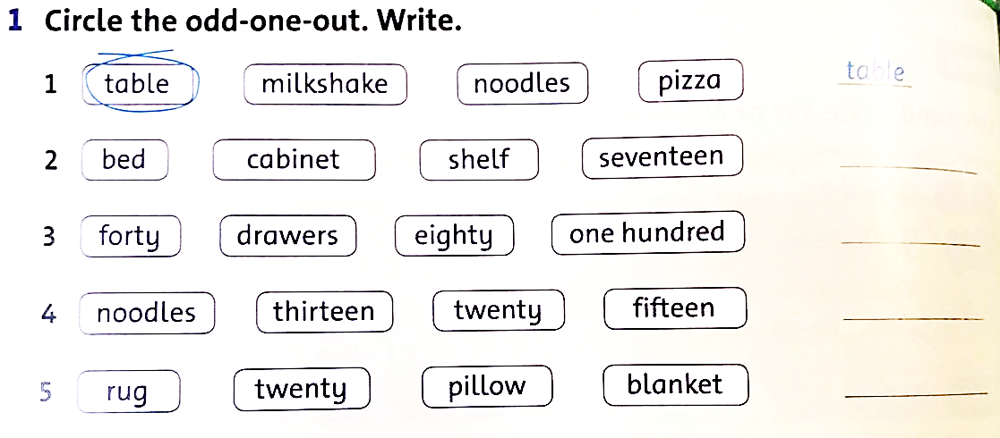 1 Circle the odd-one-out. Write.
1 table milkshake noodles pizza table
2 bed cabinet shelf seventeen
3 forty drawers eighty one hundred
4 noodles thirteen twenty fifteen
5 rug twenty pillow blanket